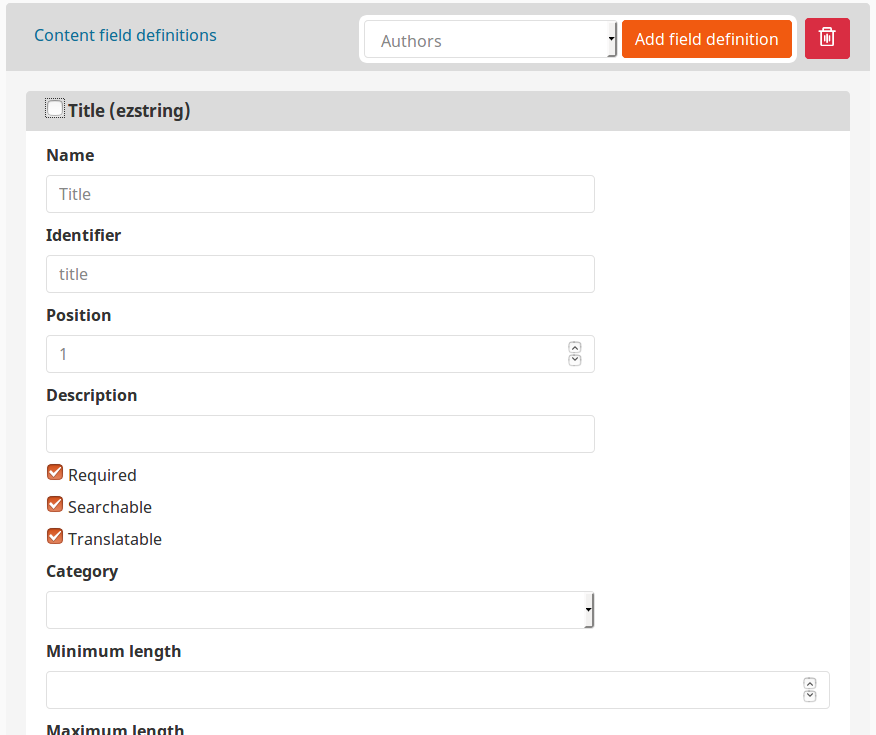 Content field definitions
Authors
Add field definition
Title (ezstring)
Name
Title
Identifier
title
Position
1
Description
Required
Searchable
Translatable
Category
Minimum length
Maximum length